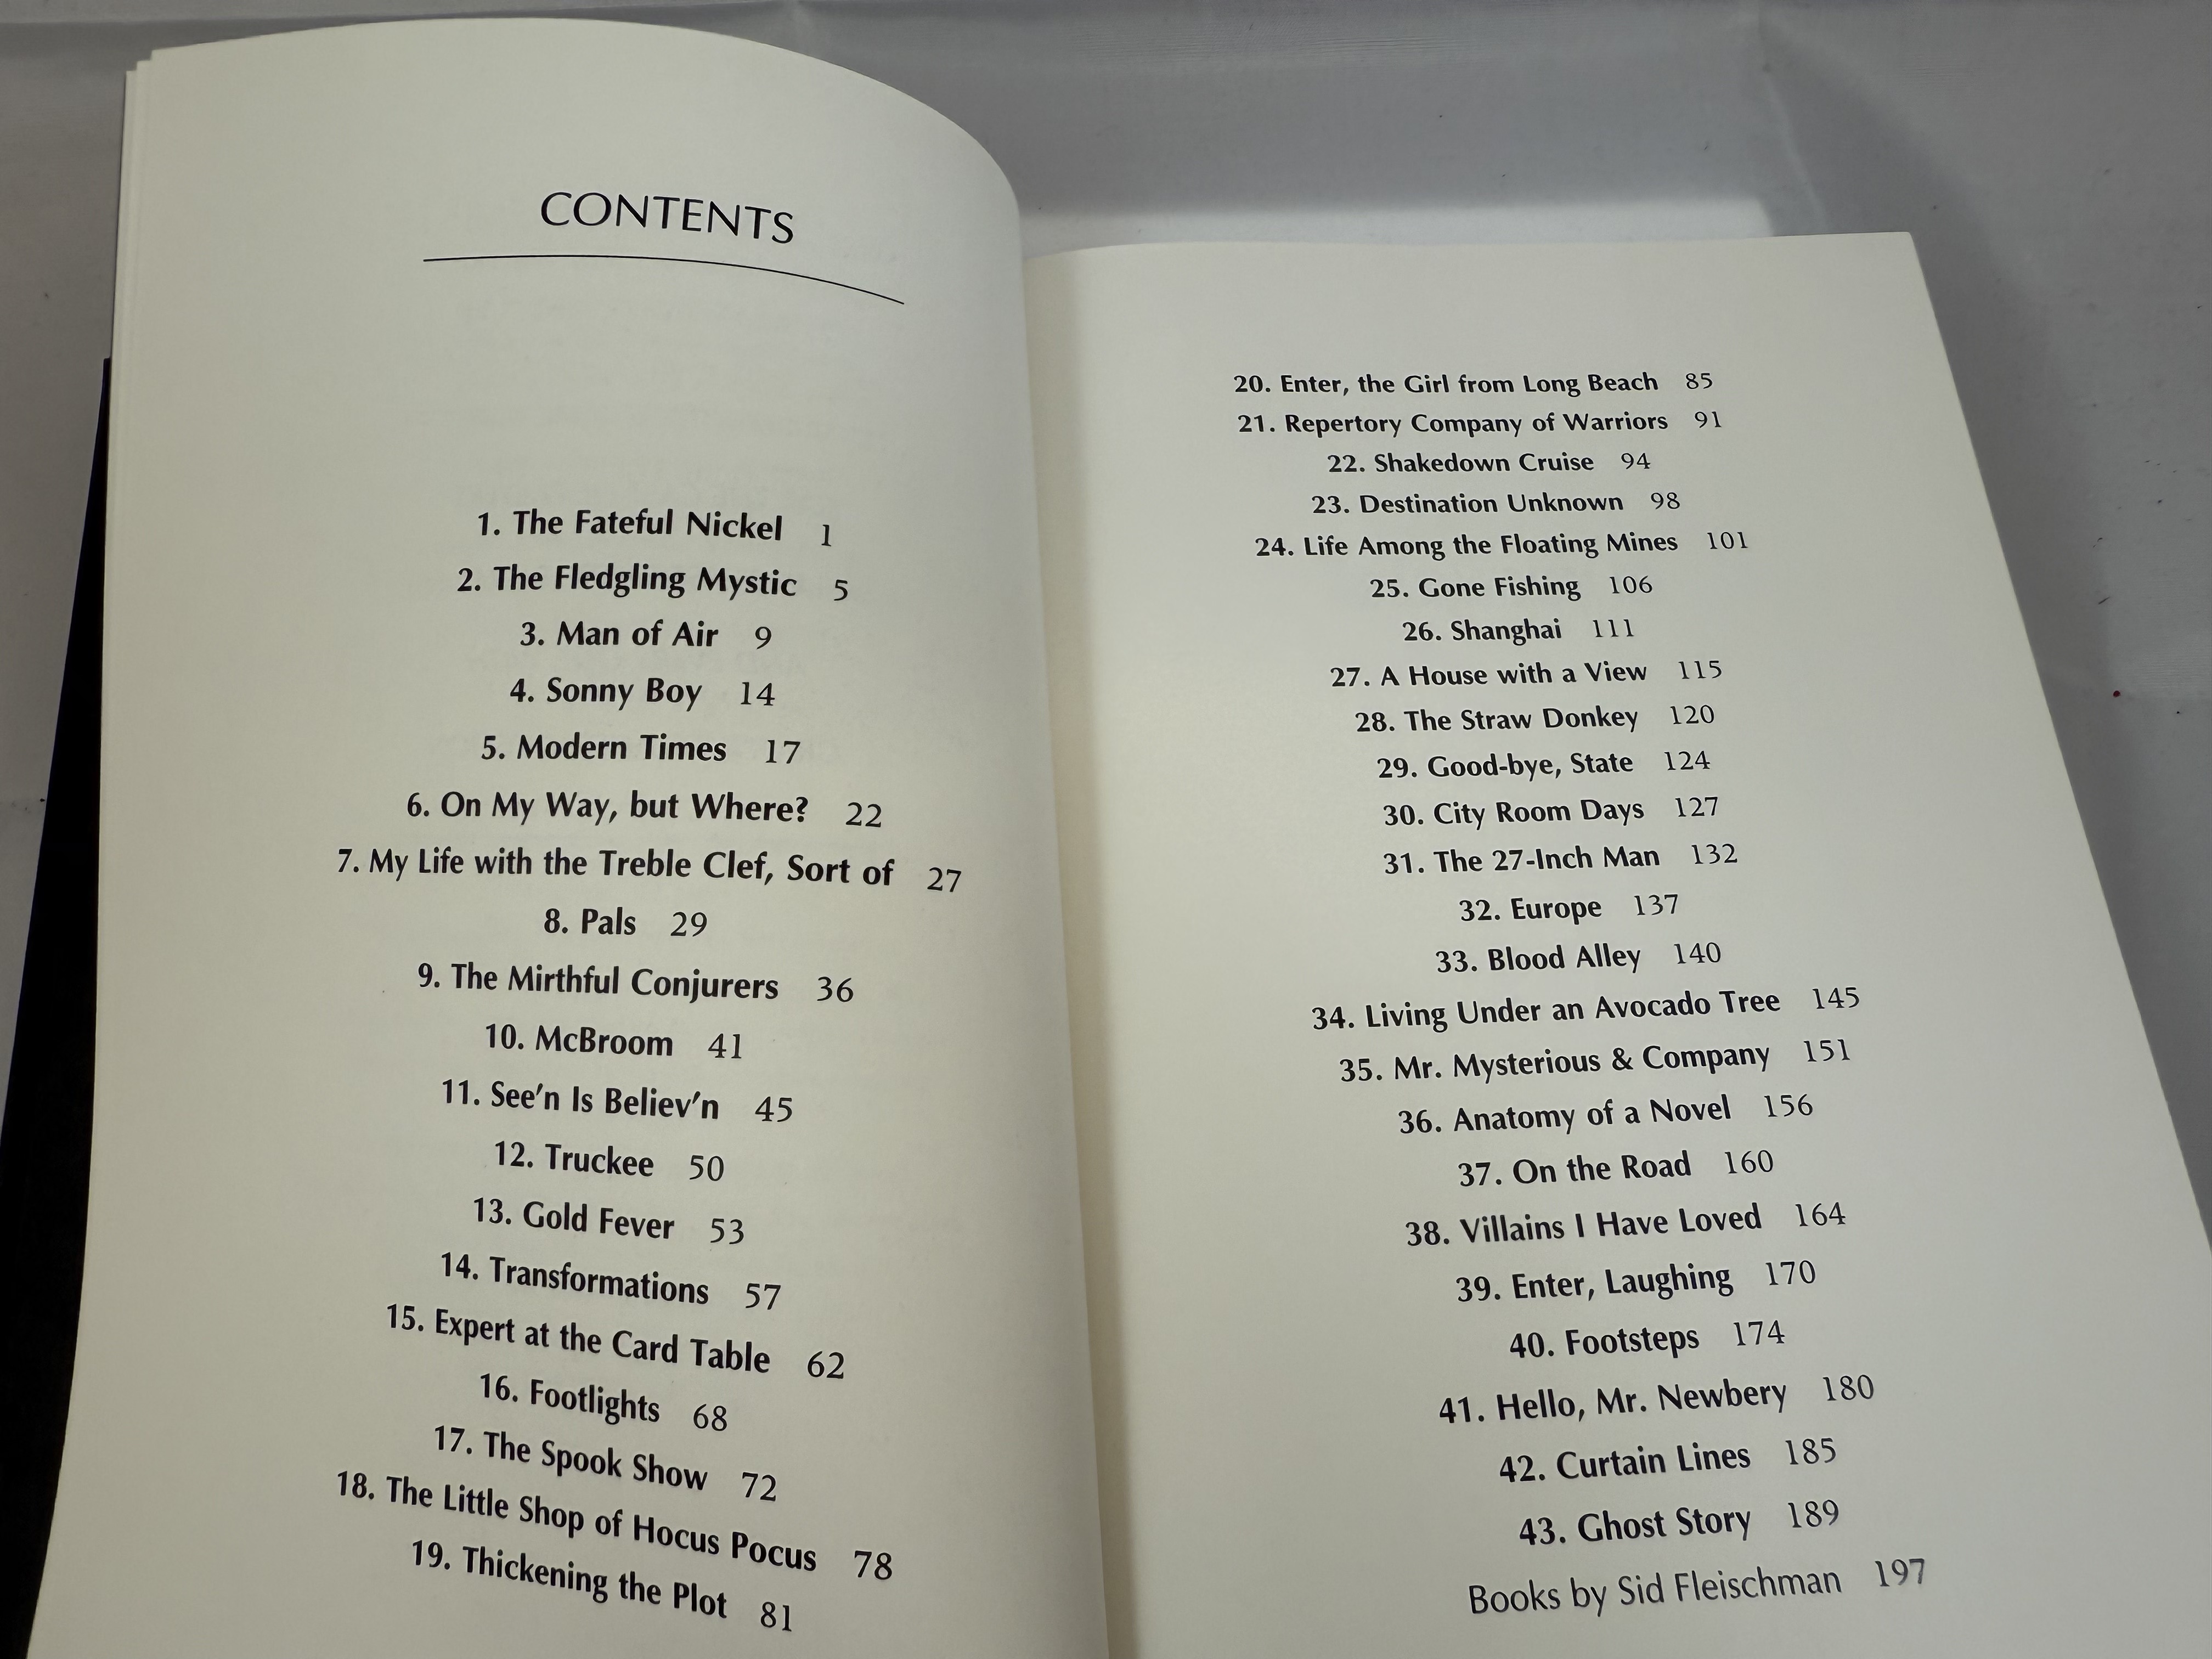 CONTENTS
1. The Fateful Nickel 1
2. The Fledgling Mystic 5
3. Man of Air 9
4. Sonny Boy 14
5. Modern Times 17
6. On My Way, but Where? 22
7. My Life with the Treble Clef, Sort of 27
8. Pals 29
9. The Mirthful Conjurers 36
10. McBroom 41
11. See'n Is Believ'n 45
12. Truckee 50
13. Gold Fever 53
14. Transformations 57
15. Expert at the Card Table 62
16. Footlights 68
17. The Spook Show 72
18. The Little Shop of Hocus Pocus 78
19. Thickening the Plot 81
20. Enter, the Girl from Long Beach 85
21. Repertory Company of Warriors 91
22. Shakedown Cruise 94
23. Destination Unknown 98
24. Life Among the Floating Mines 101
25. Gone Fishing 106
26. Shanghai 111
27. A House with a View 115
28. The Straw Donkey 120
29. Good-bye, State 124
30. City Room Days 127
31. The 27-Inch Man 132
32. Europe 137
33. Blood Alley 140
34. Living Under an Avocado Tree 145
35. Mr. Mysterious & Company 151
36. Anatomy of a Novel 156
37. On the Road 160
38. Villains I Have Loved 164
39. Enter, Laughing 170
40. Footsteps 174
41. Hello, Mr. Newbery 180
42. Curtain Lines 185
43. Ghost Story 189
Books by Sid Fleischman 197